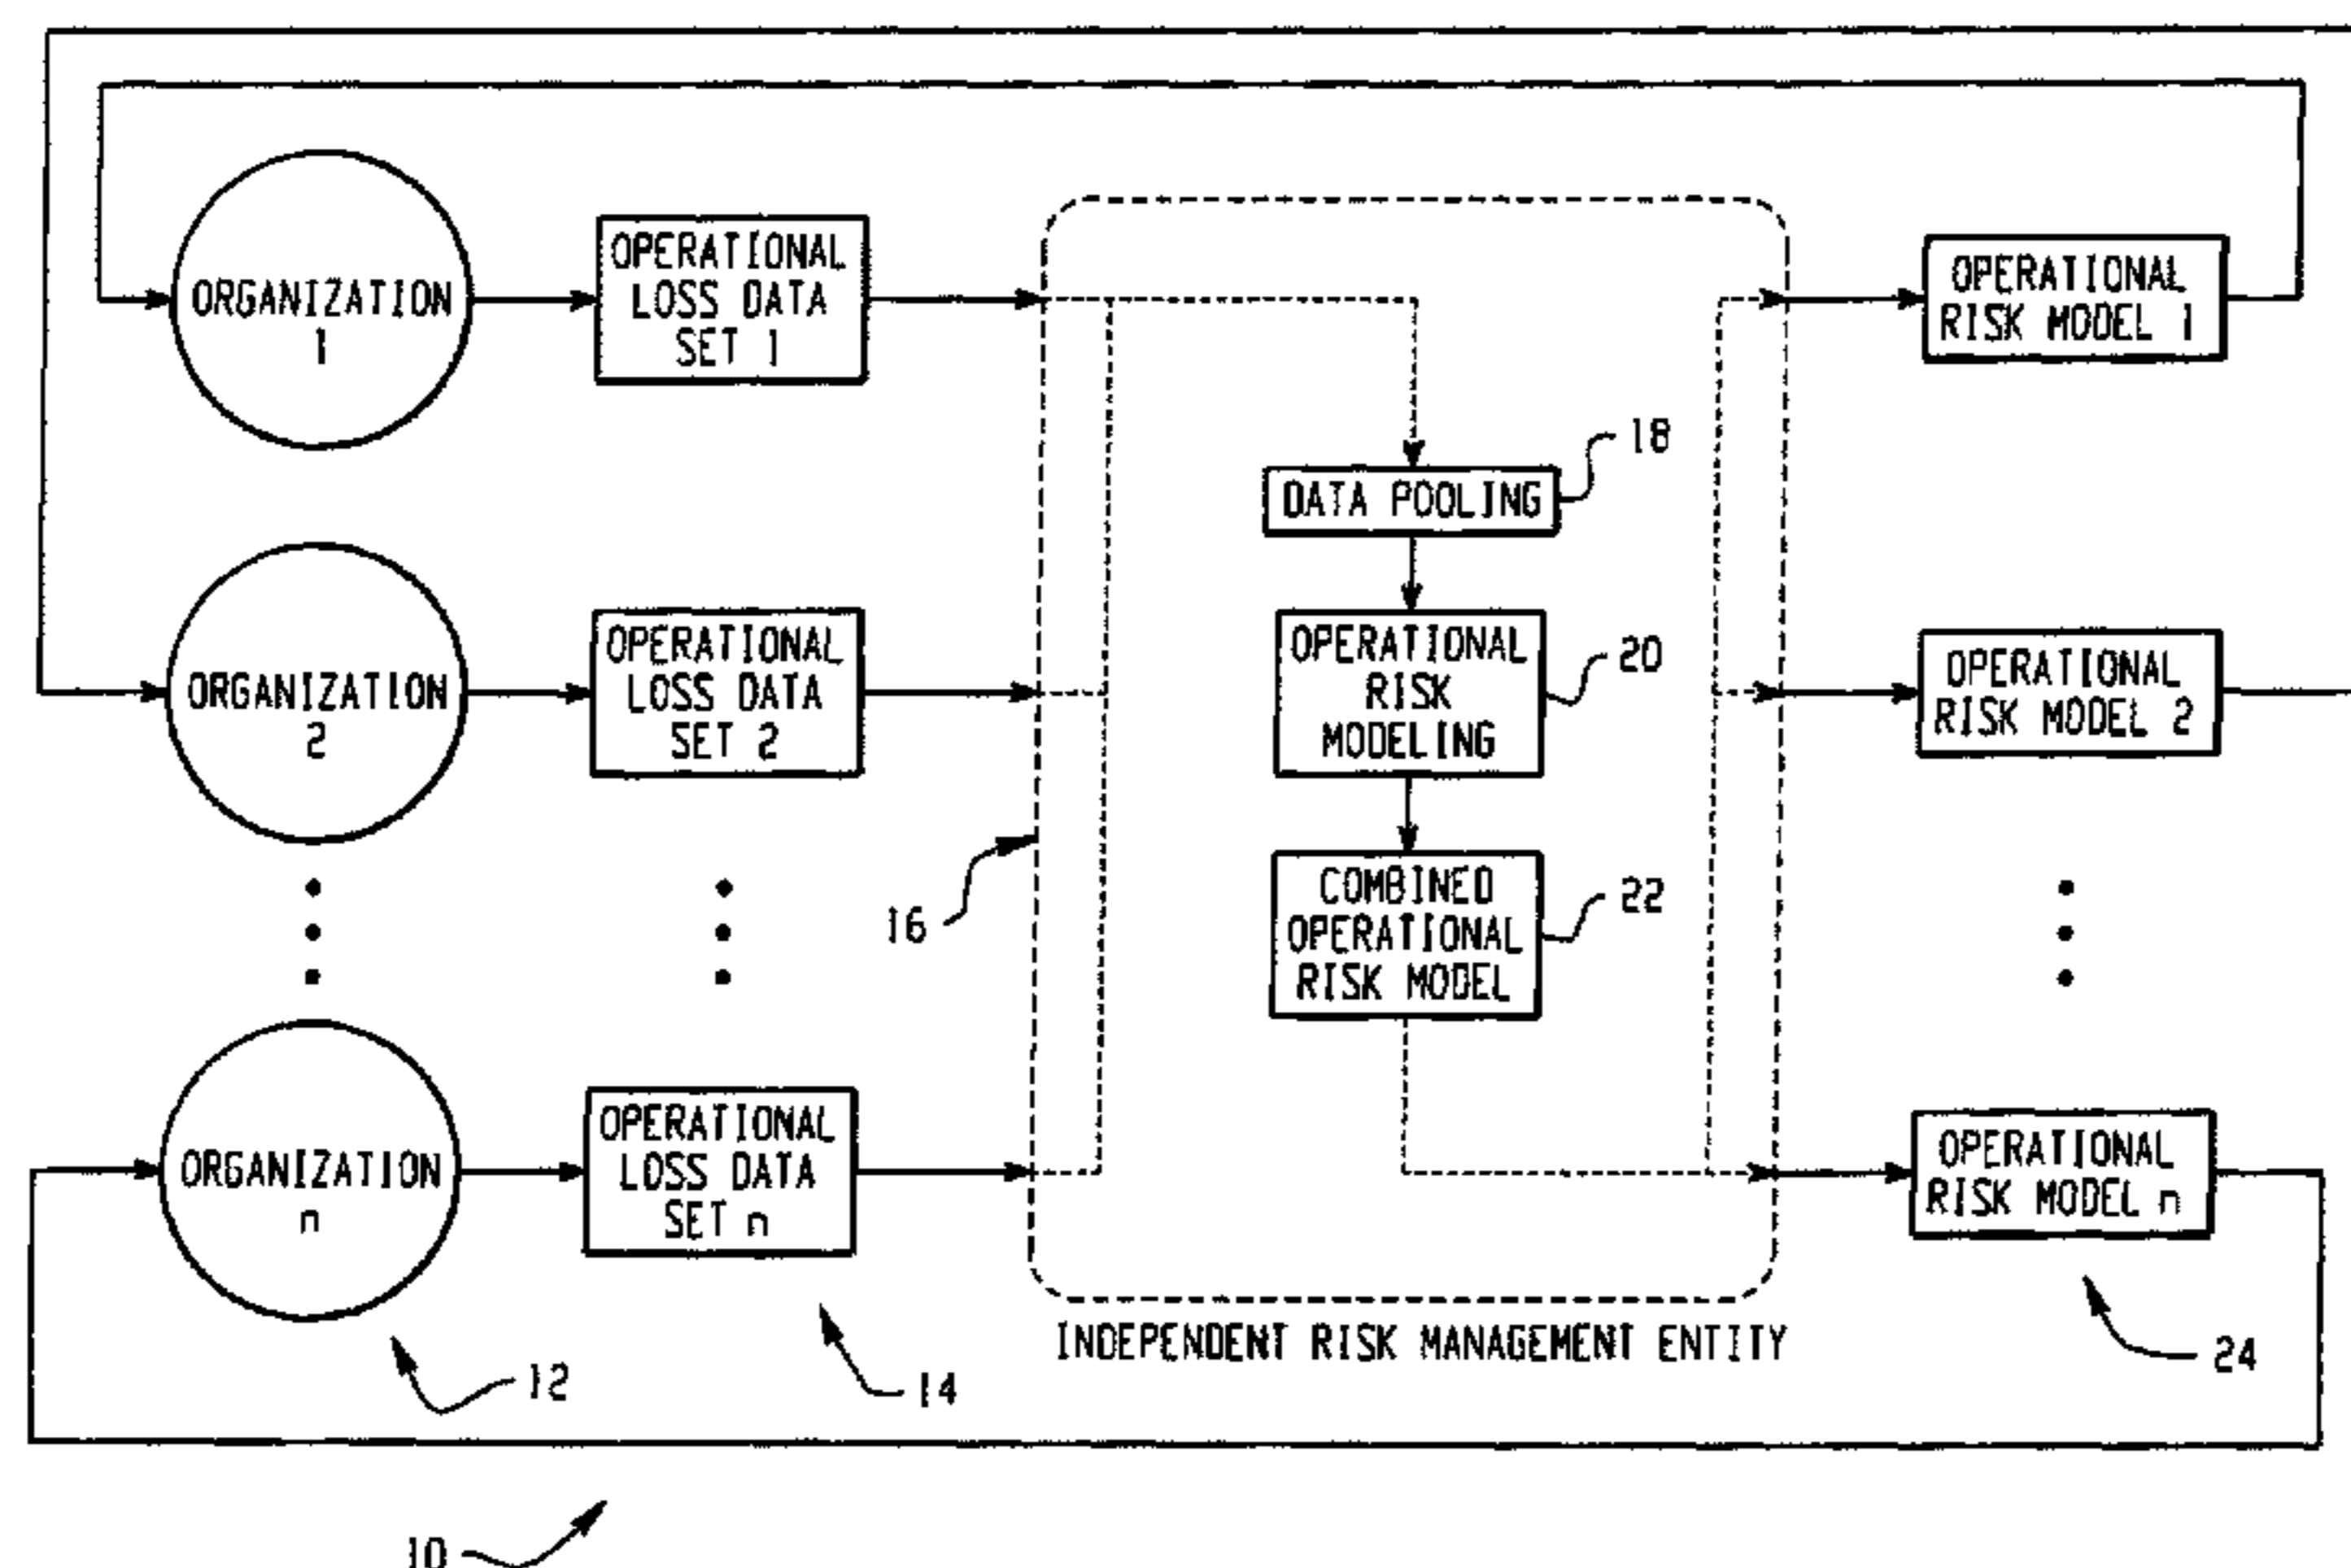 ORGANIZATION
1
OPERATIONAL
LOSS DATA
SET 1
OPERATIONAL
RISK MODEL 1
18
DATA POOLING
ORGANIZATION
2
OPERATIONAL
LOSS DATA
SET 2
OPERATIONAL
RISK
MODELING
20
OPERATIONAL
RISK MODEL 2
16
COMBINED
OPERATIONAL
RISK MODEL
22
ORGANIZATION
n
OPERATIONAL
LOSS DATA
SET n
OPERATIONAL
RISK MODEL n
INDEPENDENT RISK MANAGEMENT ENTITY
12
14
24
10